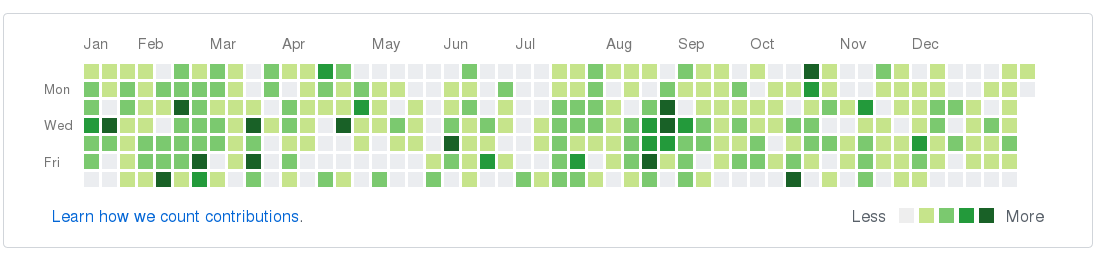 Jan Feb Mar Apr May Jun Jul Aug Sep Oct Nov Dec
Mon
Wed
Fri
Learn how we count contributions. Less More